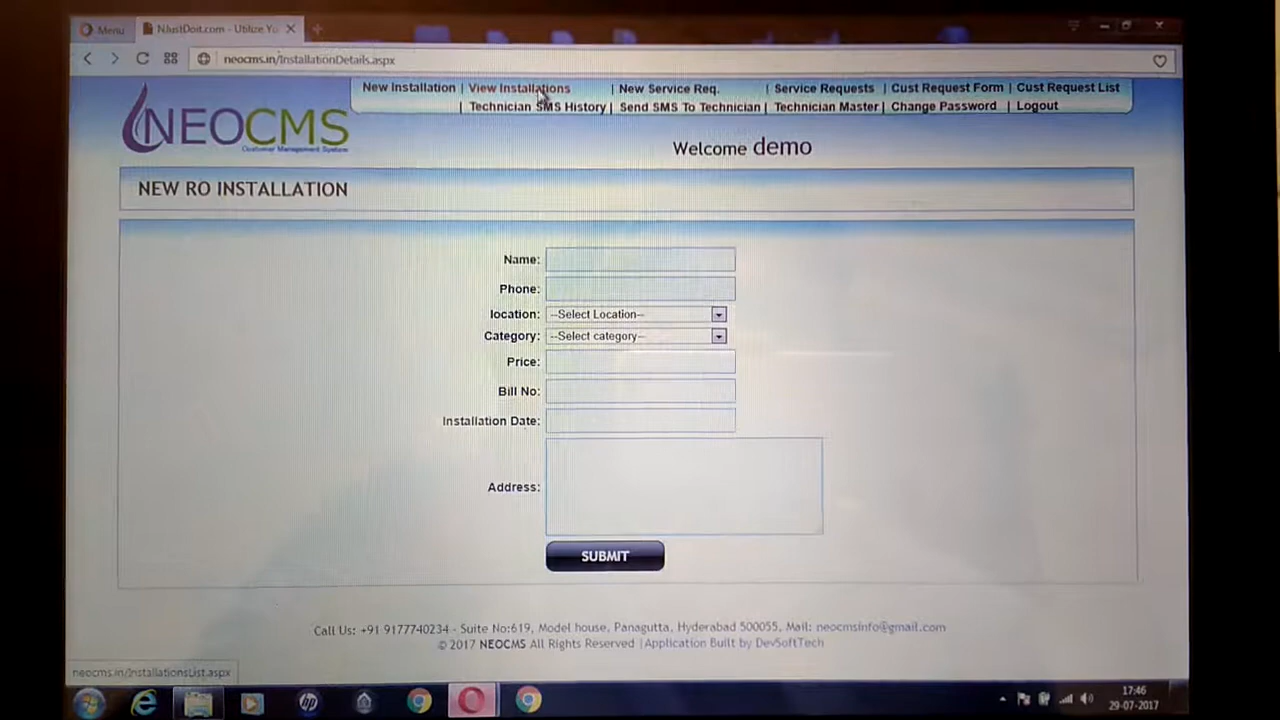 Menu
NJustDoit.com - Utilize Yo
neocms.in/InstallationDetails.aspx
New Installation | View Installations | New Service Req. | Service Requests | Cust Request Form | Cust Request List
| Technician SMS History | Send SMS To Technician | Technician Master | Change Password | Logout
NEOCMS
Customer Management System
Welcome demo
NEW RO INSTALLATION
Name:
Phone:
location: --Select Location--
Category: --Select category--
Price:
Bill No:
Installation Date:
Address:
SUBMIT
Call Us: +91 9177740234 - Suite No:619, Model house, Panagutta, Hyderabad 500055, Mail: neocmsinfo@gmail.com
© 2017 NEOCMS All Rights Reserved |Application Built by DevSoftTech
neocms.in/InstallationsList.aspx
hp
17:46
29-07-2017